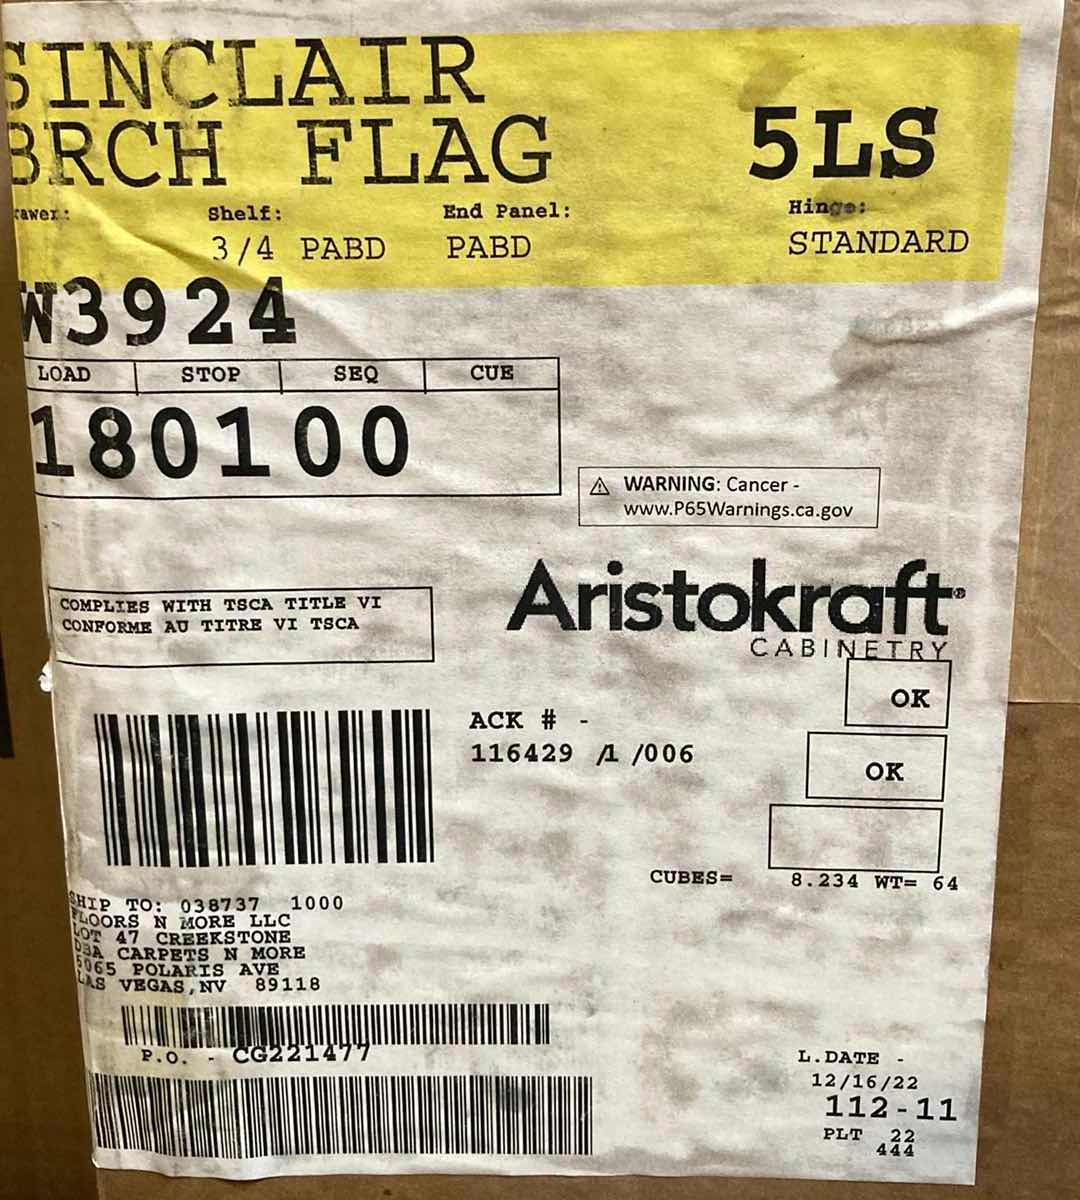 SINCLAIR
BRCH FLAG
5LS
rawer: Shelf: End Panel: Hinge:
3/4 PABD PABD STANDARD
W3924
LOAD STOP SEQ CUE
180100
WARNING: Cancer -
www.P65Warnings.ca.gov
COMPLIES WITH TSCA TITLE VI
CONFORME AU TITRE VI TSCA
Aristokraft®
CABINETRY
OK
ACK # -
116429 /1 /006
OK
CUBES= 8.234 WT= 64
SHIP TO: 038737 1000
FLOORS N MORE LLC
LOT 47 CREEKSTONE
DBA CARPETS N MORE
6065 POLARIS AVE
LAS VEGAS,NV 89118
P.O. - CG221477
L.DATE -
12/16/22
112-11
PLT 22
444